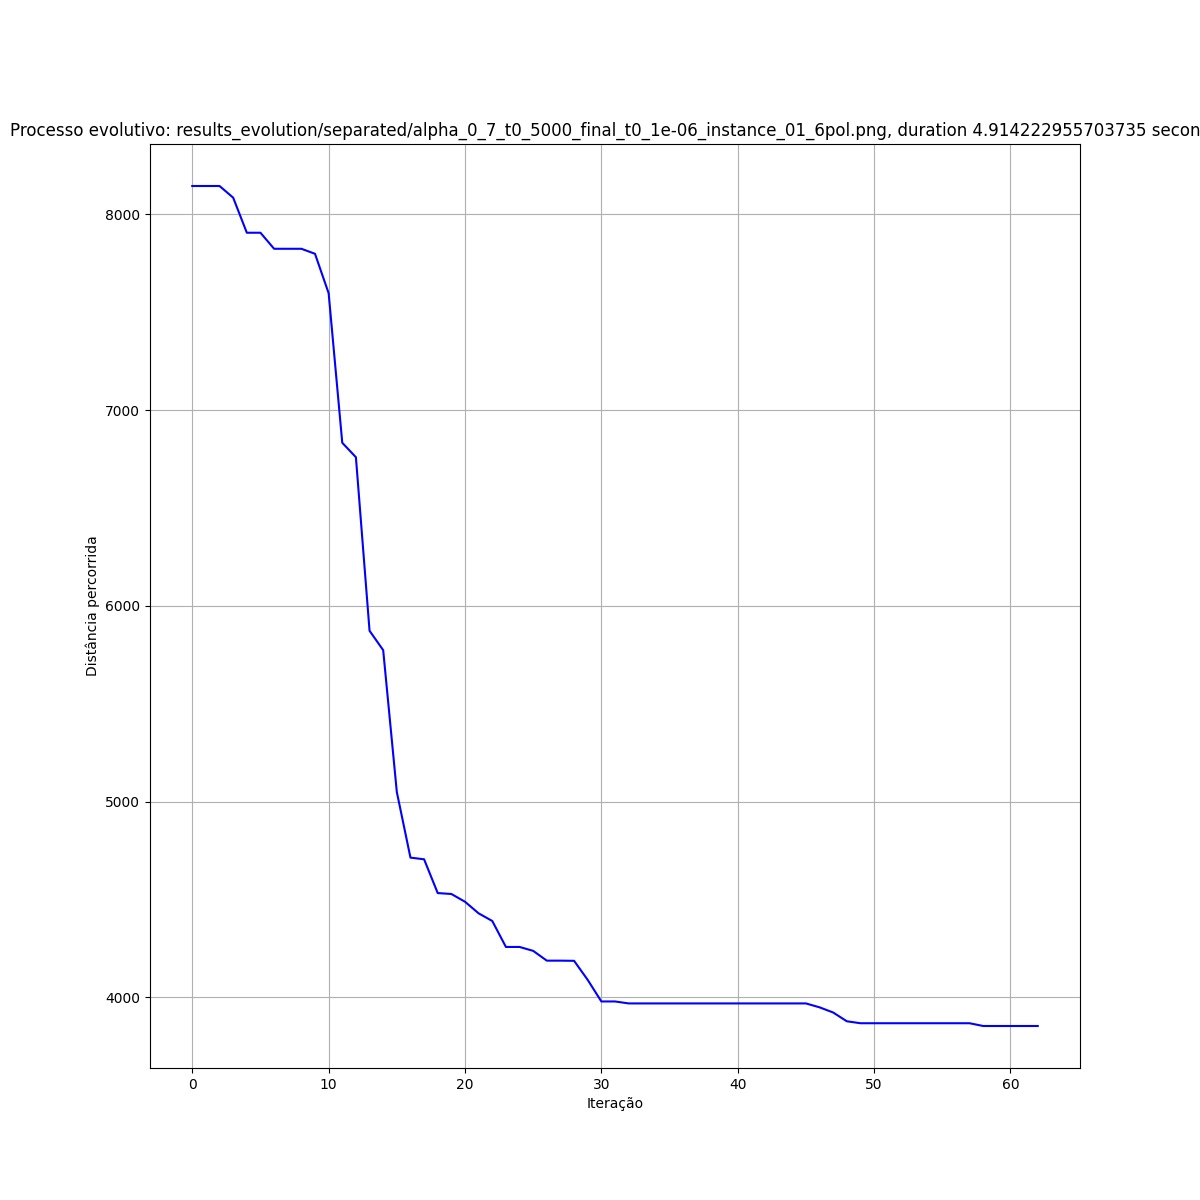 Processo evolutivo: results_evolution/separated/alpha_0_7_t0_5000_final_t0_1e-06_instance_01_6pol.png, duration 4.914222955703735 secon
8000
7000
6000
5000
4000
Distância percorrida
0 10 20 30 40 50 60
Iteração